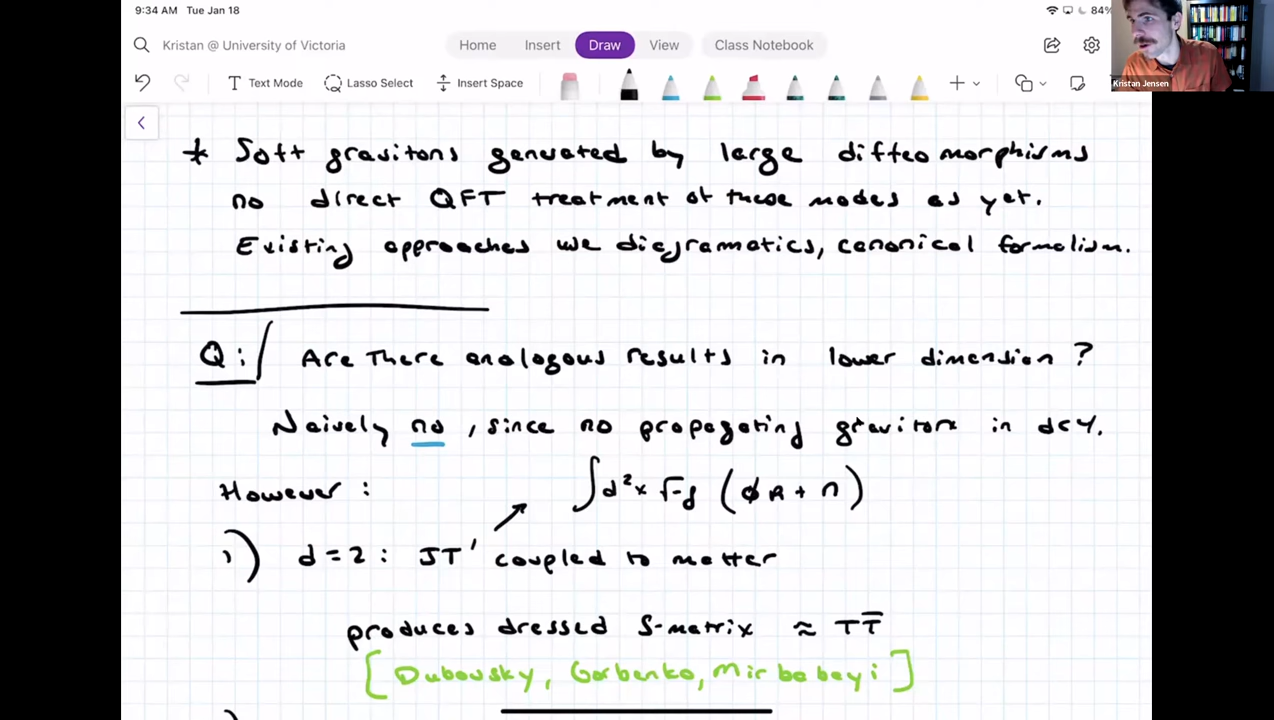 9:34 AM Tue Jan 18
84%
Kristan @ University of Victoria
Home Insert Draw View Class Notebook
Text Mode Lasso Select Insert Space
Kristan Jensen
* Soft gravitons generated by large diffeomorphisms
no direct QFT treatment of these modes as yet.
Existing approaches use diagramatics, canonical formalism.
Q: Are there analogous results in lower dimension?
Naively no, since no propagating gravitons in d<4.
However: ∫d²x √-g (φR + Λ)
1) d=2: JT' coupled to matter
produces dressed S-matrix ≈ TT̅
[Dubovsky, Gorbenko, Mirbabayi]